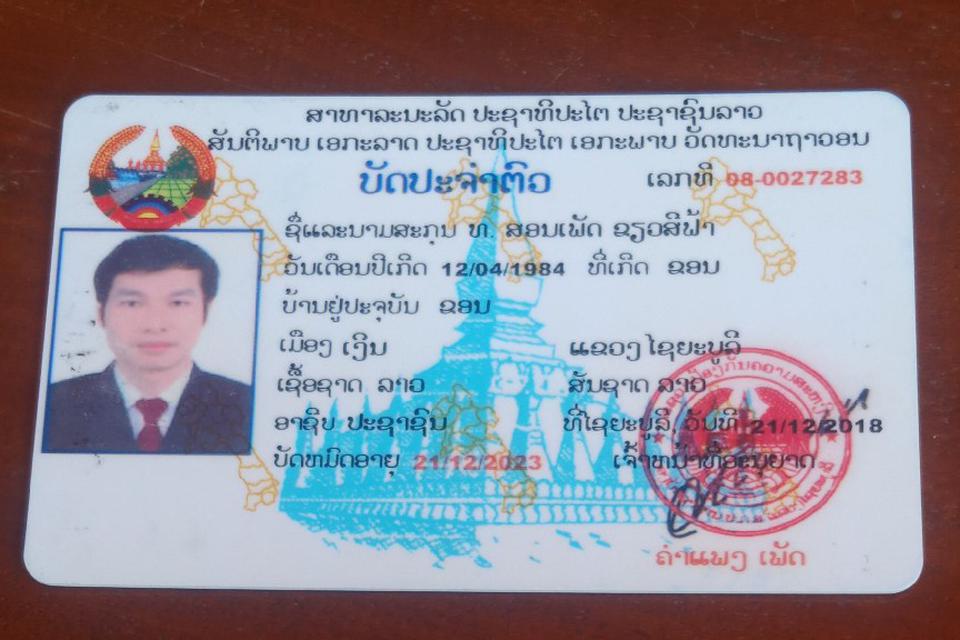 ສາທາລະນະລັດ ປະຊາທິປະໄຕ ປະຊາຊົນລາວ
ສັນຕິພາບ ເອກະລາດ ປະຊາທິປະໄຕ ເອກະພາບ ວັດທະນາຖາວອນ
ບັດປະຈຳຕົວ ເລກທີ 08-0027283
ຊື່ແລະນາມສະກຸນ ທ. ສອນເພັດ ຂຽວສີຟ້າ
ວັນເດືອນປີເກີດ 12/04/1984 ທີ່ເກີດ ຂອນ
ບ້ານຢູ່ປະຈຸບັນ ຂອນ
ເມືອງ ເງິນ ແຂວງ ໄຊຍະບູລີ
ເຊື້ອຊາດ ລາວ ສັນຊາດ ລາວ
ອາຊີບ ປະຊາຊົນ ທີ່ໄຊຍະບູລີ, ວັນທີ 21/12/2018
ບັດຫມົດອາຍຸ 21/12/2023 ເຈົ້າຫນ້າທີ່ອະນຸຍາດ
ຄຳແພງ ເພັດ